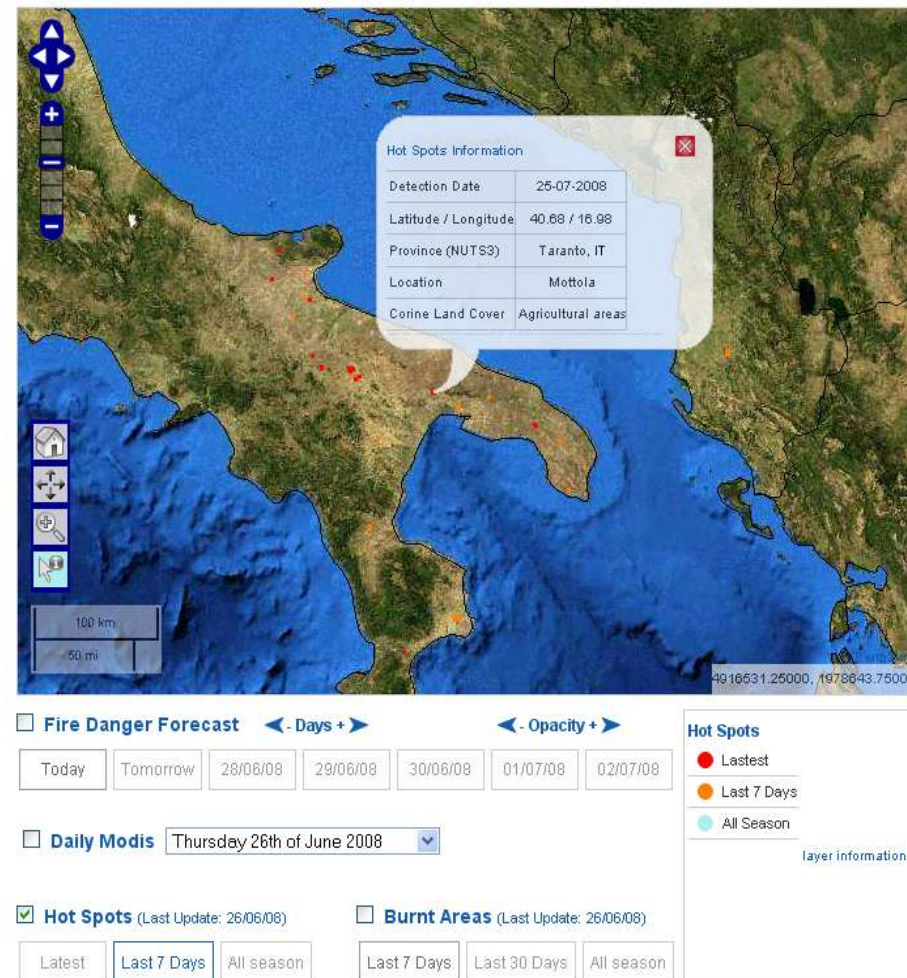 Hot Spots Information
Detection Date 25-07-2008
Latitude / Longitude 40.68 / 16.98
Province (NUTS3) Taranto, IT
Location Mottola
Corine Land Cover Agricultural areas
100 km
50 mi
4916531.25000, 1978643.7500
Fire Danger Forecast - Days + - Opacity +
Today Tomorrow 28/06/08 29/06/08 30/06/08 01/07/08 02/07/08
Daily Modis Thursday 26th of June 2008
Hot Spots (Last Update: 26/06/08) Burnt Areas (Last Update: 26/06/08)
Latest Last 7 Days All season Last 7 Days Last 30 Days All season
Hot Spots
Lastest
Last 7 Days
All Season
layer information